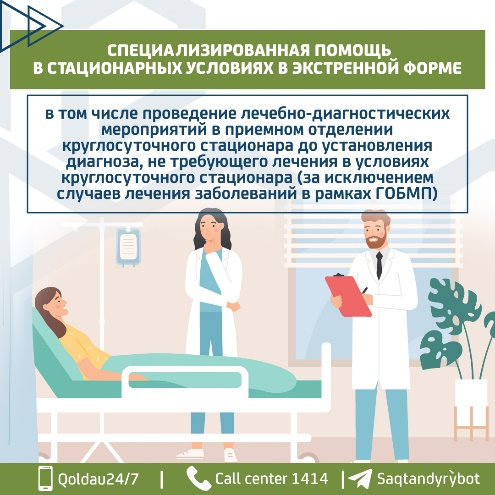 СПЕЦИАЛИЗИРОВАННАЯ ПОМОЩЬ
В СТАЦИОНАРНЫХ УСЛОВИЯХ В ЭКСТРЕННОЙ ФОРМЕ
в том числе проведение лечебно-диагностических
мероприятий в приемном отделении
круглосуточного стационара до установления
диагноза, не требующего лечения в условиях
круглосуточного стационара (за исключением
случаев лечения заболеваний в рамках ГОБМП)
Qoldau24/7 | Call center 1414 | Saqtandyrýbot